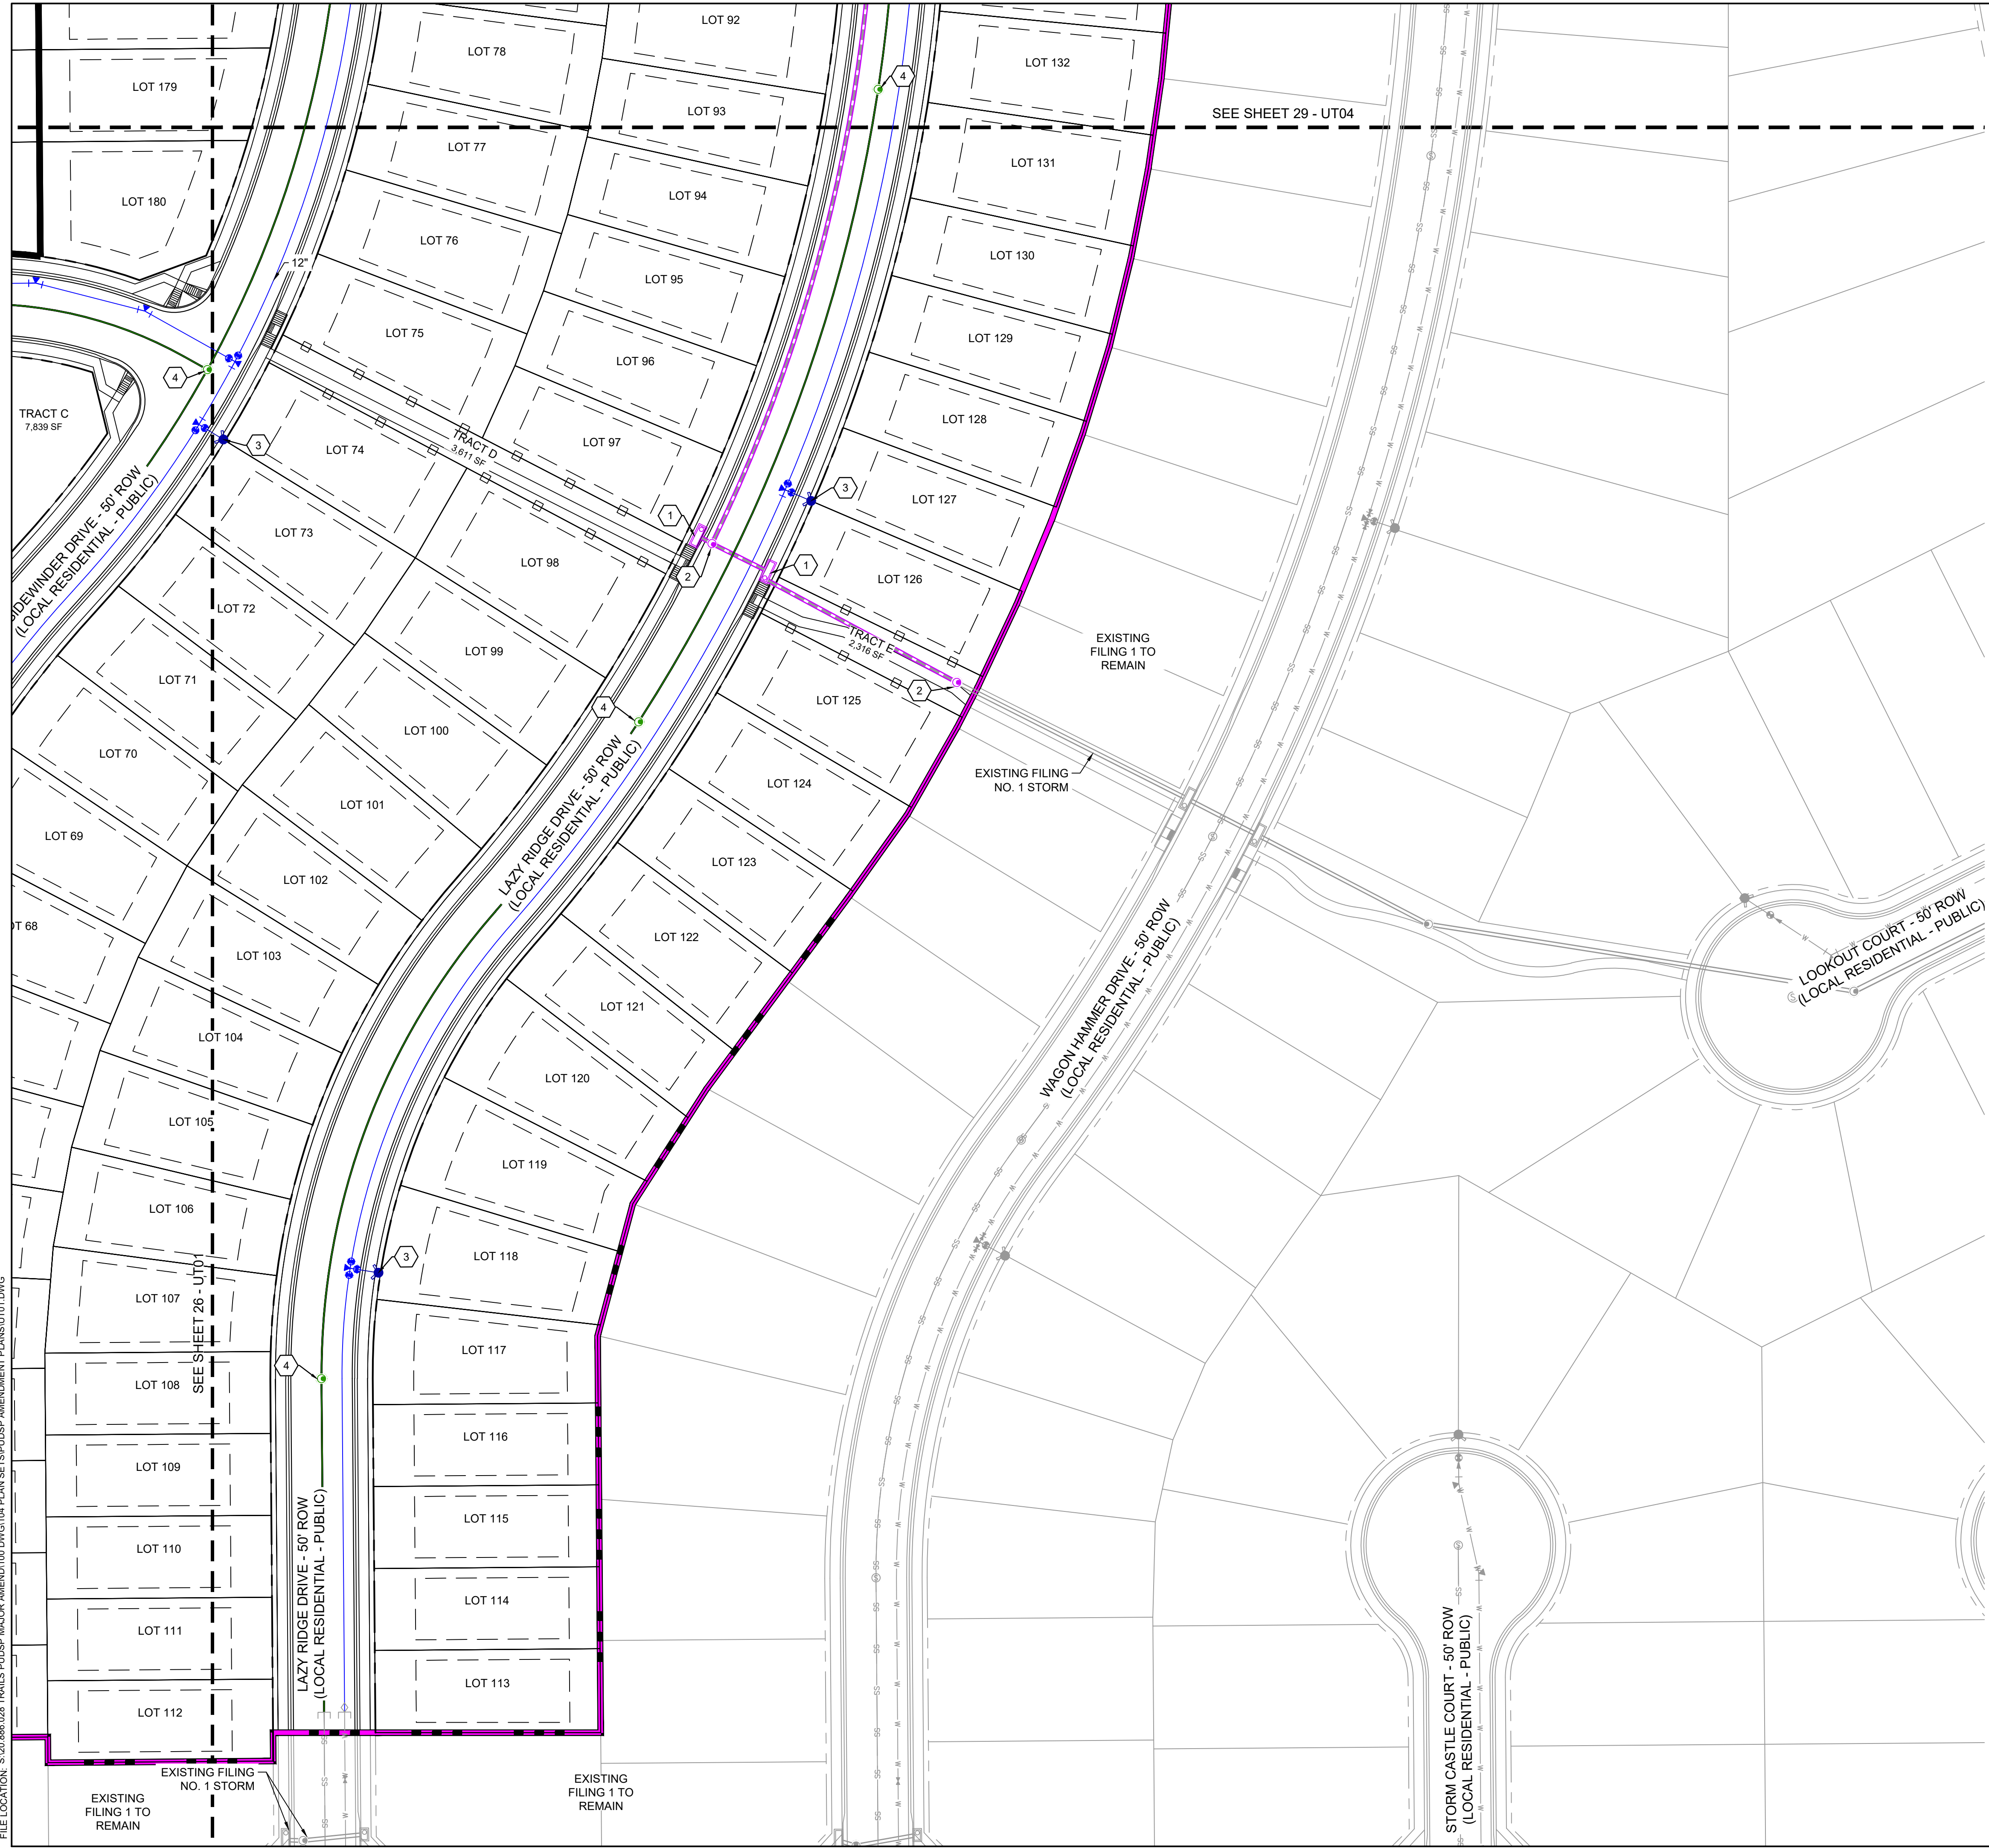 LOT 92
LOT 78
LOT 132
LOT 179
4
LOT 93
SEE SHEET 29 - UT04
LOT 77
LOT 131
LOT 180
LOT 94
LOT 76
LOT 130
12"
LOT 95
LOT 75
LOT 129
LOT 96
4
TRACT C
7,839 SF
LOT 128
LOT 97
3
LOT 74
TRACT D
3,611 SF
3
LOT 127
1
LOT 73
LOT 98
2
1
LOT 126
SIDEWINDER DRIVE - 50' ROW
(LOCAL RESIDENTIAL - PUBLIC)
LOT 72
TRACT E
2,316 SF
EXISTING
FILING 1 TO
REMAIN
LOT 99
LOT 71
2
LOT 125
4
LOT 100
LOT 70
EXISTING FILING
NO. 1 STORM
LOT 124
LOT 101
LAZY RIDGE DRIVE - 50' ROW
(LOCAL RESIDENTIAL - PUBLIC)
LOT 69
LOT 123
LOT 102
OT 68
LOT 122
LOT 103
WAGON HAMMER DRIVE - 50' ROW
(LOCAL RESIDENTIAL - PUBLIC)
LOOKOUT COURT - 50' ROW
(LOCAL RESIDENTIAL - PUBLIC)
LOT 121
LOT 104
LOT 120
LOT 105
LOT 119
LOT 106
3
LOT 118
SEE SHEET 26 - UT01
LOT 107
LOT 117
4
LOT 108
LOT 116
LOT 109
LOT 115
LOT 110
LAZY RIDGE DRIVE - 50' ROW
(LOCAL RESIDENTIAL - PUBLIC)
LOT 114
LOT 111
LOT 113
LOT 112
STORM CASTLE COURT - 50' ROW
(LOCAL RESIDENTIAL - PUBLIC)
EXISTING FILING
NO. 1 STORM
EXISTING
FILING 1 TO
REMAIN
EXISTING
FILING 1 TO
REMAIN